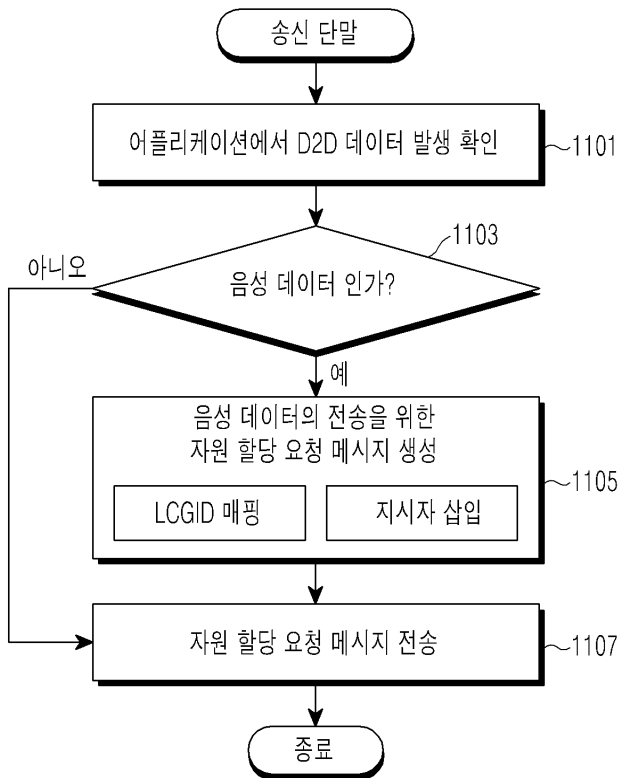 송신 단말
어플리케이션에서 D2D 데이터 발생 확인
1101
1103
아니오
음성 데이터 인가?
예
음성 데이터의 전송을 위한
자원 할당 요청 메시지 생성
1105
LCGID 매핑
지시자 삽입
자원 할당 요청 메시지 전송
1107
종료